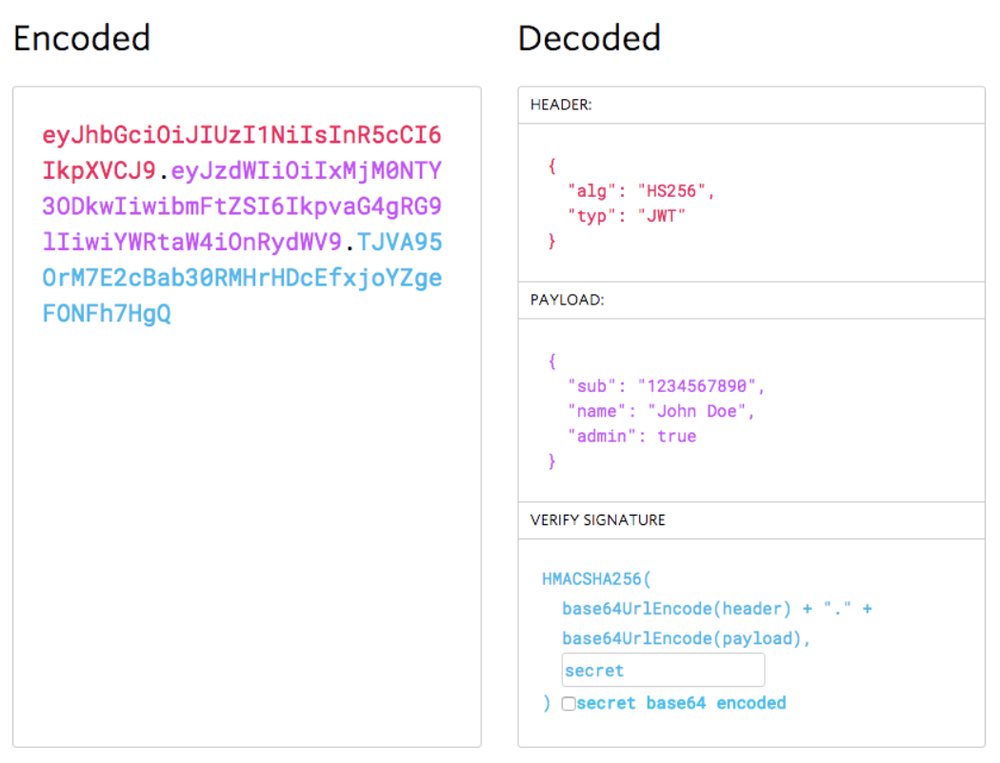 Encoded
eyJhbGciOiJIUzI1NiIsInR5cCI6
IkpXVCJ9.eyJzdWIiOiIxMjM0NTY
3ODkwIiwibmFtZSI6IkpvaG4gRG9
lIiwiYWRtaW4iOnRydWV9.TJVA95
OrM7E2cBab30RMHrHDcEfxjoYZge
FONFh7HgQ
Decoded
HEADER:
{
"alg": "HS256",
"typ": "JWT"
}
PAYLOAD:
{
"sub": "1234567890",
"name": "John Doe",
"admin": true
}
VERIFY SIGNATURE
HMACSHA256(
base64UrlEncode(header) + "." +
base64UrlEncode(payload),
secret
) secret base64 encoded